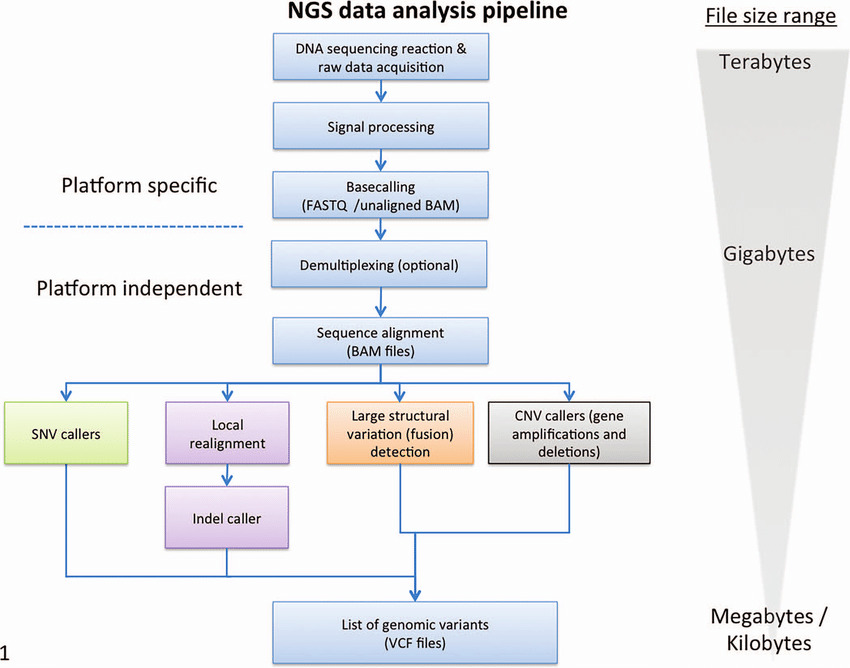 NGS data analysis pipeline
File size range
DNA sequencing reaction &
raw data acquisition
Terabytes
Signal processing
Platform specific
Basecalling
(FASTQ /unaligned BAM)
Gigabytes
Demultiplexing (optional)
Platform independent
Sequence alignment
(BAM files)
SNV callers
Local
realignment
Large structural
variation (fusion)
detection
CNV callers (gene
amplifications and
deletions)
Indel caller
List of genomic variants
(VCF files)
Megabytes /
Kilobytes
1